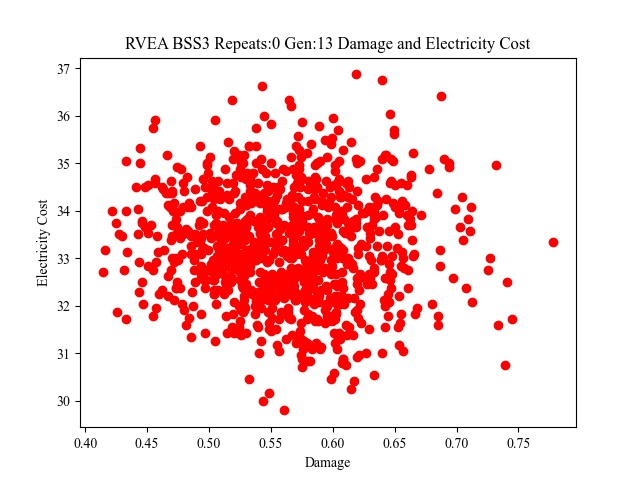 RVEA BSS3 Repeats:0 Gen:13 Damage and Electricity Cost
37
36
35
34
33
32
31
30
Electricity Cost
0.40 0.45 0.50 0.55 0.60 0.65 0.70 0.75
Damage